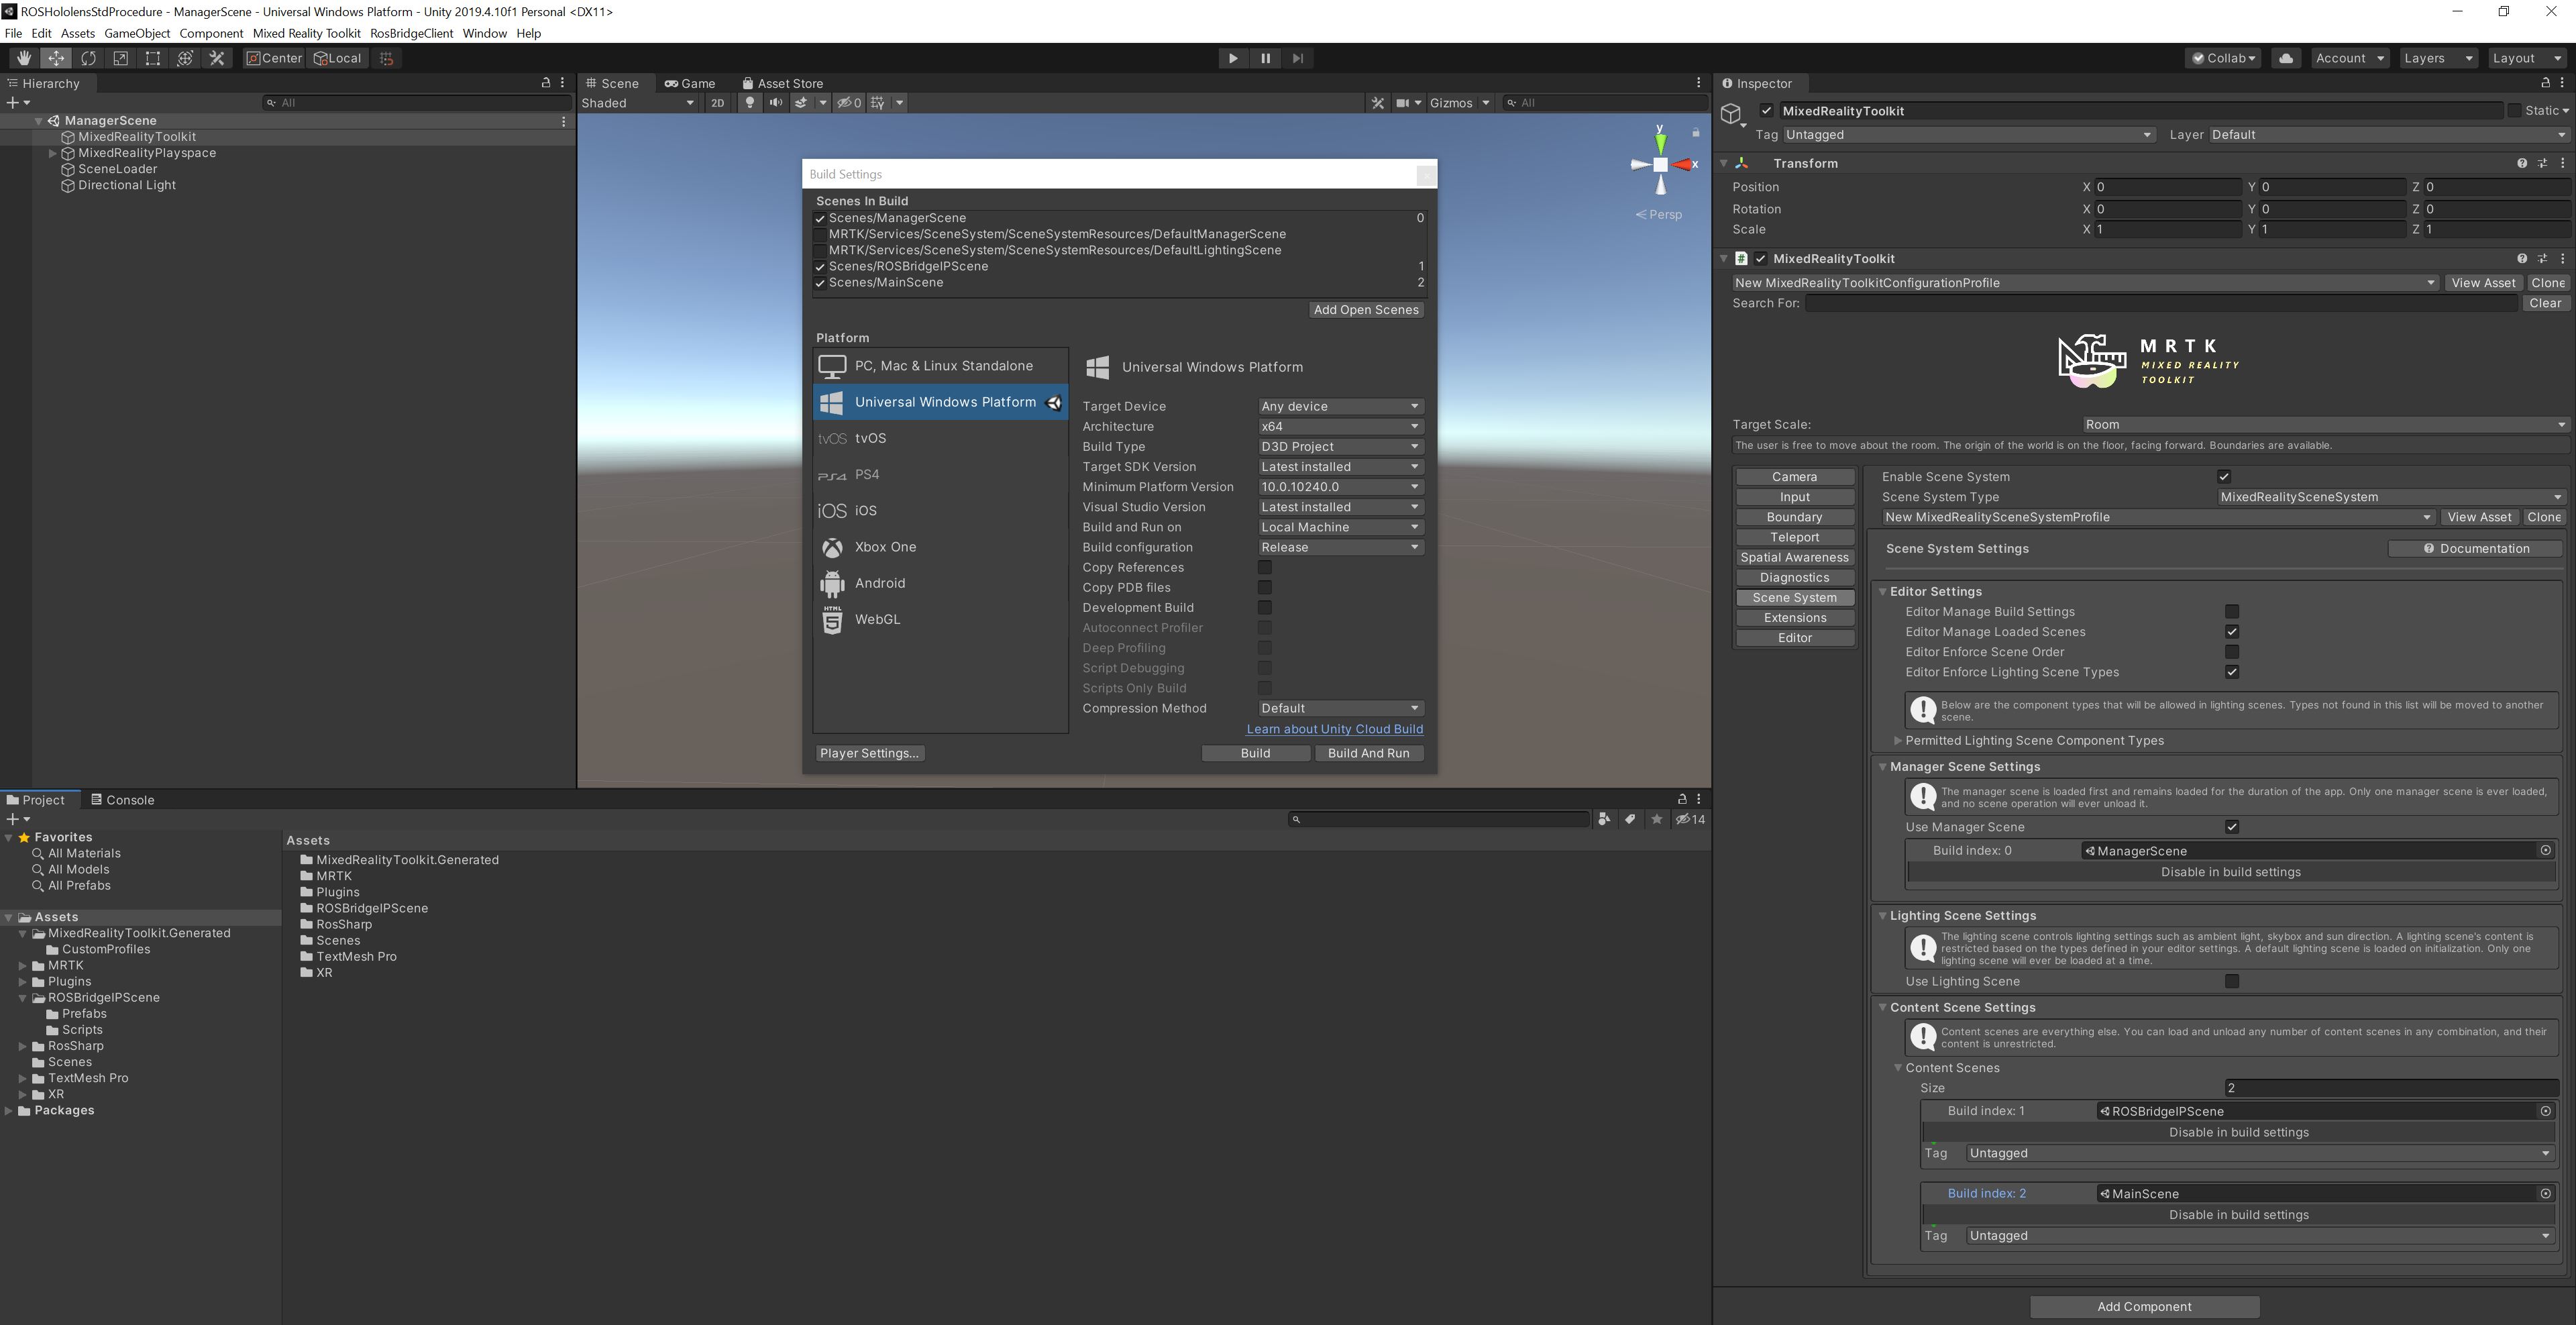 ROSHololensStdProcedure - ManagerScene - Universal Windows Platform - Unity 2019.4.10f1 Personal <DX11>
File Edit Assets GameObject Component Mixed Reality Toolkit RosBridgeClient Window Help
Center Local
Collab Account Layers Layout
Hierarchy
All
ManagerScene
MixedRealityToolkit
MixedRealityPlayspace
SceneLoader
Directional Light
Scene Game Asset Store
Shaded 2D 0 Gizmos All
y
x
Persp
Build Settings
Scenes In Build
Scenes/ManagerScene 0
MRTK/Services/SceneSystem/SceneSystemResources/DefaultManagerScene
MRTK/Services/SceneSystem/SceneSystemResources/DefaultLightingScene
Scenes/ROSBridgeIPScene 1
Scenes/MainScene 2
Add Open Scenes
Platform
PC, Mac & Linux Standalone
Universal Windows Platform
tvOS tvOS
PS4 PS4
iOS iOS
Xbox One
Android
HTML 5 WebGL
Universal Windows Platform
Target Device Any device
Architecture x64
Build Type D3D Project
Target SDK Version Latest installed
Minimum Platform Version 10.0.10240.0
Visual Studio Version Latest installed
Build and Run on Local Machine
Build configuration Release
Copy References
Copy PDB files
Development Build
Autoconnect Profiler
Deep Profiling
Script Debugging
Scripts Only Build
Compression Method Default
Learn about Unity Cloud Build
Player Settings... Build Build And Run
Project Console
14
Favorites
All Materials
All Models
All Prefabs
Assets
MixedRealityToolkit.Generated
CustomProfiles
MRTK
Plugins
ROSBridgeIPScene
Prefabs
Scripts
RosSharp
Scenes
TextMesh Pro
XR
Packages
Assets
MixedRealityToolkit.Generated
MRTK
Plugins
ROSBridgeIPScene
RosSharp
Scenes
TextMesh Pro
XR
Inspector
MixedRealityToolkit Static
Tag Untagged Layer Default
Transform
Position X 0 Y 0 Z 0
Rotation X 0 Y 0 Z 0
Scale X 1 Y 1 Z 1
# MixedRealityToolkit
New MixedRealityToolkitConfigurationProfile View Asset Clone
Search For: Clear
MRTK
MIXED REALITY
TOOLKIT
Target Scale: Room
The user is free to move about the room. The origin of the world is on the floor, facing forward. Boundaries are available.
Camera
Input
Boundary
Teleport
Spatial Awareness
Diagnostics
Scene System
Extensions
Editor
Enable Scene System
Scene System Type MixedRealitySceneSystem
New MixedRealitySceneSystemProfile View Asset Clone
Scene System Settings Documentation
Editor Settings
Editor Manage Build Settings
Editor Manage Loaded Scenes
Editor Enforce Scene Order
Editor Enforce Lighting Scene Types
Below are the component types that will be allowed in lighting scenes. Types not found in this list will be moved to another
scene.
Permitted Lighting Scene Component Types
Manager Scene Settings
The manager scene is loaded first and remains loaded for the duration of the app. Only one manager scene is ever loaded,
and no scene operation will ever unload it.
Use Manager Scene
Build index: 0 ManagerScene
Disable in build settings
Lighting Scene Settings
The lighting scene controls lighting settings such as ambient light, skybox and sun direction. A lighting scene's content is
restricted based on the types defined in your editor settings. A default lighting scene is loaded on initialization. Only one
lighting scene will ever be loaded at a time.
Use Lighting Scene
Content Scene Settings
Content scenes are everything else. You can load and unload any number of content scenes in any combination, and their
content is unrestricted.
Content Scenes
Size 2
Build index: 1 ROSBridgeIPScene
Disable in build settings
Tag Untagged
Build index: 2 MainScene
Disable in build settings
Tag Untagged
Add Component